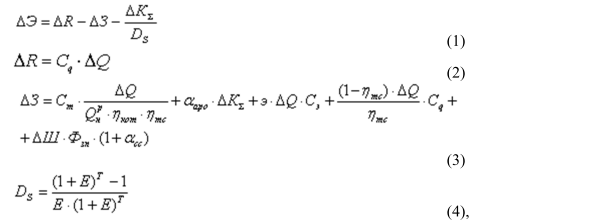 ΔЭ = ΔR − ΔЗ − ΔK_Σ / D_S (1)
ΔR = C_q · ΔQ (2)
ΔЗ = C_т · ΔQ / (Q_н^р · η_кот · η_тс) + α_аро · ΔK_Σ + э · ΔQ · C_э + (1−η_тс) · ΔQ / η_тс · C_q +
+ ΔШ · Ф_зп · (1 + α_сс) (3)
D_S = ((1 + E)^T − 1) / (E · (1 + E)^T) (4),